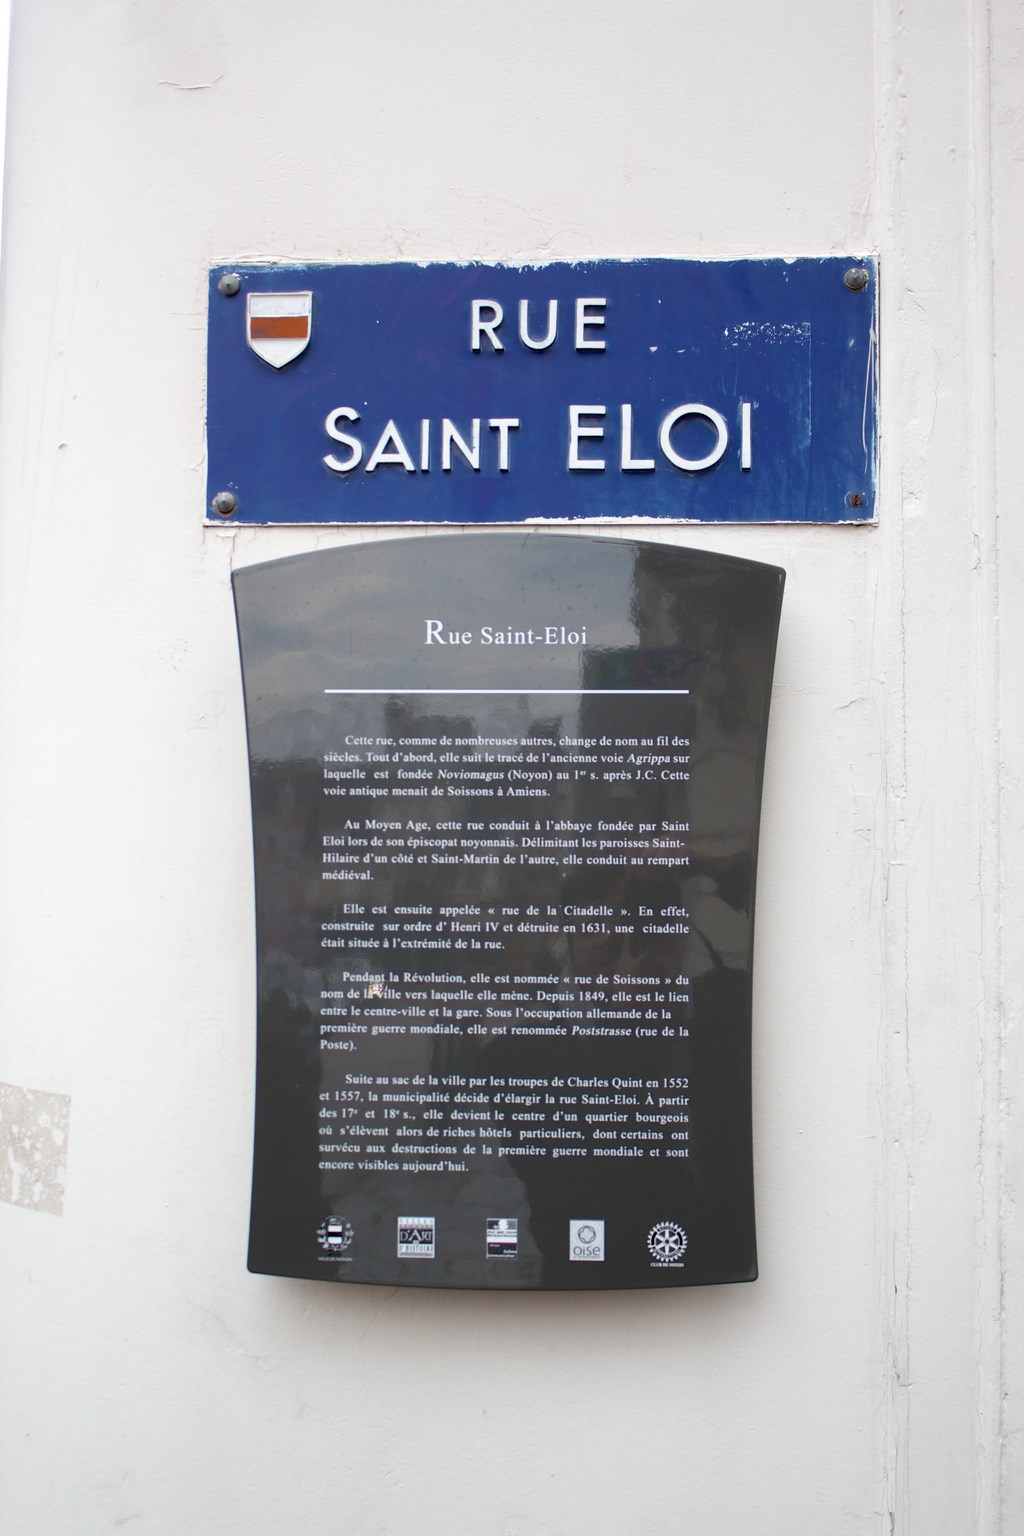 RUE
SAINT ELOI
Rue Saint-Eloi
Cette rue, comme de nombreuses autres, change de nom au fil des
siècles. Tout d'abord, elle suit le tracé de l'ancienne voie Agrippa sur
laquelle est fondée Noviomagus (Noyon) au 1er s. après J.C. Cette
voie antique menait de Soissons à Amiens.
Au Moyen Age, cette rue conduit à l'abbaye fondée par Saint
Eloi lors de son épiscopat noyonnais. Délimitant les paroisses Saint-
Hilaire d'un côté et Saint-Martin de l'autre, elle conduit au rempart
médiéval.
Elle est ensuite appelée « rue de la Citadelle ». En effet,
construite sur ordre d' Henri IV et détruite en 1631, une citadelle
était située à l'extrémité de la rue.
Pendant la Révolution, elle est nommée « rue de Soissons » du
nom de la ville vers laquelle elle mène. Depuis 1849, elle est le lien
entre le centre-ville et la gare. Sous l'occupation allemande de la
première guerre mondiale, elle est renommée Poststrasse (rue de la
Poste).
Suite au sac de la ville par les troupes de Charles Quint en 1552
et 1557, la municipalité décide d'élargir la rue Saint-Eloi. À partir
des 17e et 18e s., elle devient le centre d'un quartier bourgeois
où s'élèvent alors de riches hôtels particuliers, dont certains ont
survécu aux destructions de la première guerre mondiale et sont
encore visibles aujourd'hui.
VILLES
D'ART
D'HISTOIRE
oise
CLUB DE NOYON